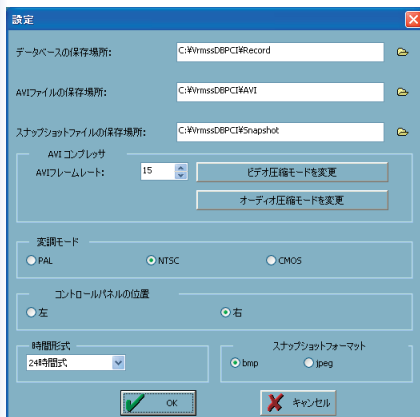 設定
データベースの保存場所: C:¥VrmssDBPCI¥Record
AVIファイルの保存場所: C:¥VrmssDBPCI¥AVI
スナップショットファイルの保存場所: C:¥VrmssDBPCI¥Snapshot
AVI コンプレッサ
AVIフレームレート: 15 ビデオ圧縮モードを変更
オーディオ圧縮モードを変更
変調モード
PAL NTSC CMOS
コントロールパネルの位置
左 右
時間形式 スナップショットフォーマット
24時間式 bmp jpeg
OK キャンセル